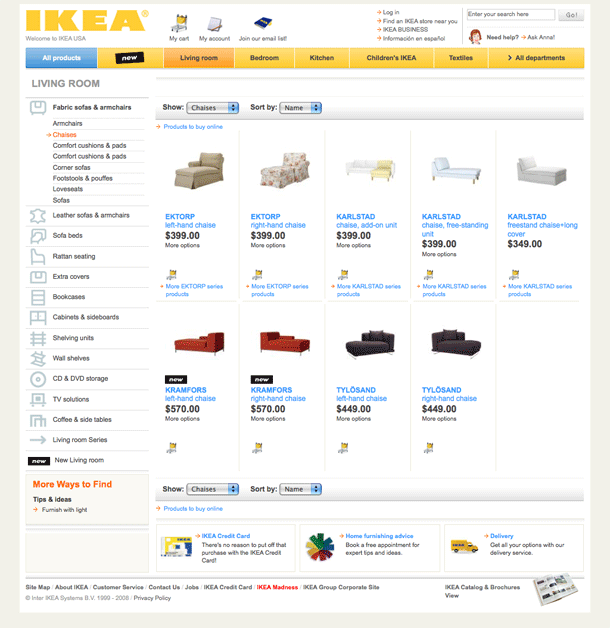 IKEA®
Welcome to IKEA USA
My cart
My account
Join our email list!
Log in
Find an IKEA store near you
IKEA BUSINESS
Información en español
Enter your search here
Go!
Need help? Ask Anna!
All products
new
Living room
Bedroom
Kitchen
Children's IKEA
Textiles
All departments
LIVING ROOM
Fabric sofas & armchairs
Armchairs
Chaises
Comfort cushions & pads
Comfort cushions & pads
Corner sofas
Footstools & pouffes
Loveseats
Sofas
Leather sofas & armchairs
Sofa beds
Rattan seating
Extra covers
Bookcases
Cabinets & sideboards
Shelving units
Wall shelves
CD & DVD storage
TV solutions
Coffee & side tables
Living room Series
new New Living room
More Ways to Find
Tips & ideas
Furnish with light
Show: Chaises Sort by: Name
Products to buy online
EKTORP
left-hand chaise
$399.00
More options
More EKTORP series
products
EKTORP
right-hand chaise
$399.00
More options
More EKTORP series
products
KARLSTAD
chaise, add-on unit
$399.00
More options
More KARLSTAD series
products
KARLSTAD
chaise, free-standing
unit
$399.00
More options
More KARLSTAD series
products
KARLSTAD
freestand chaise+long
cover
$349.00
More KARLSTAD series
products
new
KRAMFORS
left-hand chaise
$570.00
More options
new
KRAMFORS
right-hand chaise
$570.00
More options
TYLÖSAND
left-hand chaise
$449.00
More options
TYLÖSAND
right-hand chaise
$449.00
More options
Show: Chaises Sort by: Name
Products to buy online
IKEA Credit Card
There's no reason to put off that
purchase with the IKEA Credit
Card!
Home furnishing advice
Book a free appointment for
expert tips and ideas.
Delivery
Get all your options with our
delivery service.
Site Map | About IKEA | Customer Service | Contact Us | Jobs | IKEA Credit Card | IKEA Madness | IKEA Group Corporate Site
© Inter IKEA Systems B.V. 1999 - 2008 | Privacy Policy
IKEA Catalog & Brochures
View